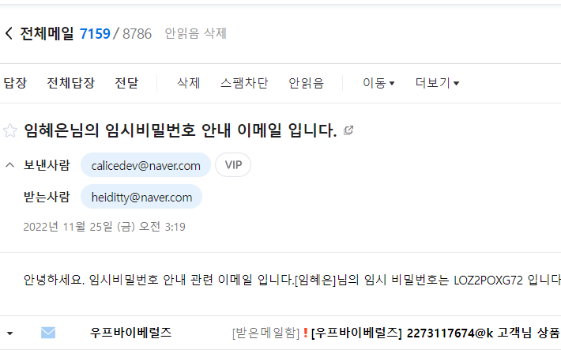 전체메일 7159 / 8786 안읽음 삭제
답장 전체답장 전달 삭제 스팸차단 안읽음 이동 더보기
임혜은님의 임시비밀번호 안내 이메일 입니다.
보낸사람 calicedev@naver.com VIP
받는사람 heiditty@naver.com
2022년 11월 25일 (금) 오전 3:19
안녕하세요. 임시비밀번호 안내 관련 이메일 입니다.[임혜은]님의 임시 비밀번호는 LOZ2POXG72 입니다
우프바이베럴즈 [받은메일함] ! [우프바이베럴즈] 2273117674@k 고객님 상품